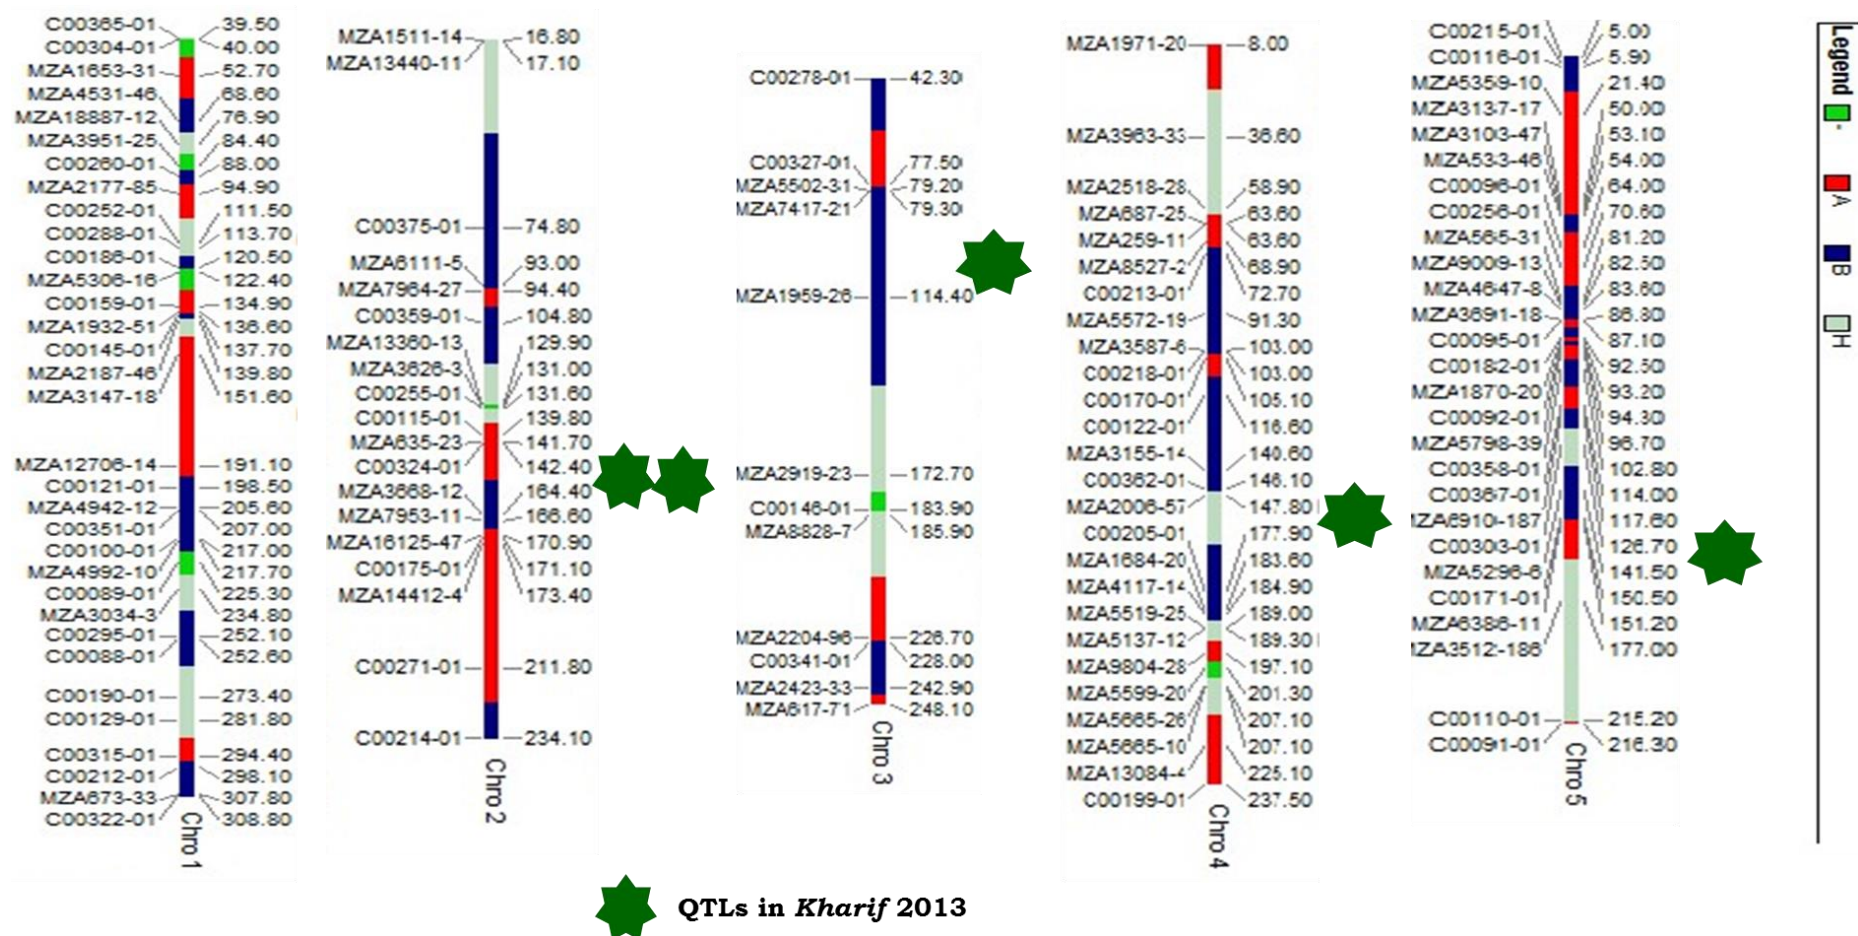 C00365-01 39.50
C00304-01 40.00
MZA1653-31 52.70
MZA4531-46 68.60
MZA18887-12 76.90
MZA3951-25 84.40
C00260-01 88.00
MZA2177-85 94.90
C00252-01 111.50
C00288-01 113.70
C00186-01 120.50
MZA5306-16 122.40
C00159-01 134.90
MZA1932-51 136.60
C00145-01 137.70
MZA2187-46 139.80
MZA3147-18 151.60
MZA12706-14 191.10
C00121-01 198.50
MZA4942-12 205.60
C00351-01 207.00
C00100-01 217.00
MZA4992-10 217.70
C00089-01 225.30
MZA3034-3 234.80
C00295-01 252.10
C00088-01 252.60
C00190-01 273.40
C00129-01 281.80
C00315-01 294.40
C00212-01 298.10
MZA673-33 307.80
C00322-01 308.80
Chro 1
MZA1511-14 16.80
MZA13440-11 17.10
C00375-01 74.80
MZA6111-5 93.00
MZA7964-27 94.40
C00359-01 104.80
MZA13360-13 129.90
MZA3626-3 131.00
C00255-01 131.60
C00115-01 139.80
MZA635-23 141.70
C00324-01 142.40
MZA3668-12 164.40
MZA7953-11 166.60
MZA16125-47 170.90
C00175-01 171.10
MZA14412-4 173.40
C00271-01 211.80
C00214-01 234.10
Chro 2
C00278-01 42.30
C00327-01 77.50
MZA5502-31 79.20
MZA7417-21 79.30
MZA1959-26 114.40
MZA2919-23 172.70
C00146-01 183.90
MZA8828-7 185.90
MZA2204-96 226.70
C00341-01 228.00
MZA2423-33 242.90
MZA617-71 248.10
Chro 3
MZA1971-20 8.00
MZA3963-33 36.60
MZA2518-28 58.90
MZA687-25 63.60
MZA259-11 63.60
MZA8527-2 68.90
C00213-01 72.70
MZA5572-19 91.30
MZA3587-6 103.00
C00218-01 103.00
C00170-01 105.10
C00122-01 116.60
MZA3155-14 140.60
C00362-01 146.10
MZA2006-57 147.80
C00205-01 177.90
MZA1684-20 183.60
MZA4117-14 184.90
MZA5519-25 189.00
MZA5137-12 189.30
MZA9804-28 197.10
MZA5599-20 201.30
MZA5665-26 207.10
MZA5665-10 207.10
MZA13084-4 225.10
C00199-01 237.50
Chro 4
C00215-01 5.00
C00116-01 5.90
MZA5359-10 21.40
MZA3137-17 50.00
MZA3103-47 53.10
MZA533-46 54.00
C00096-01 64.00
C00256-01 70.60
MZA565-31 81.20
MZA9009-13 82.50
MZA4647-8 83.60
MZA3691-18 86.80
C00095-01 87.10
C00182-01 92.50
MZA1870-20 93.20
C00092-01 94.30
MZA5798-39 96.70
C00358-01 102.80
C00367-01 114.00
ZA6910-187 117.60
C00303-01 126.70
MZA5296-6 141.50
C00171-01 150.50
MZA6386-11 151.20
ZA3512-186 177.00
C00110-01 215.20
C00091-01 216.30
Chro 5
Legend
-
A
B
H
QTLs in Kharif 2013